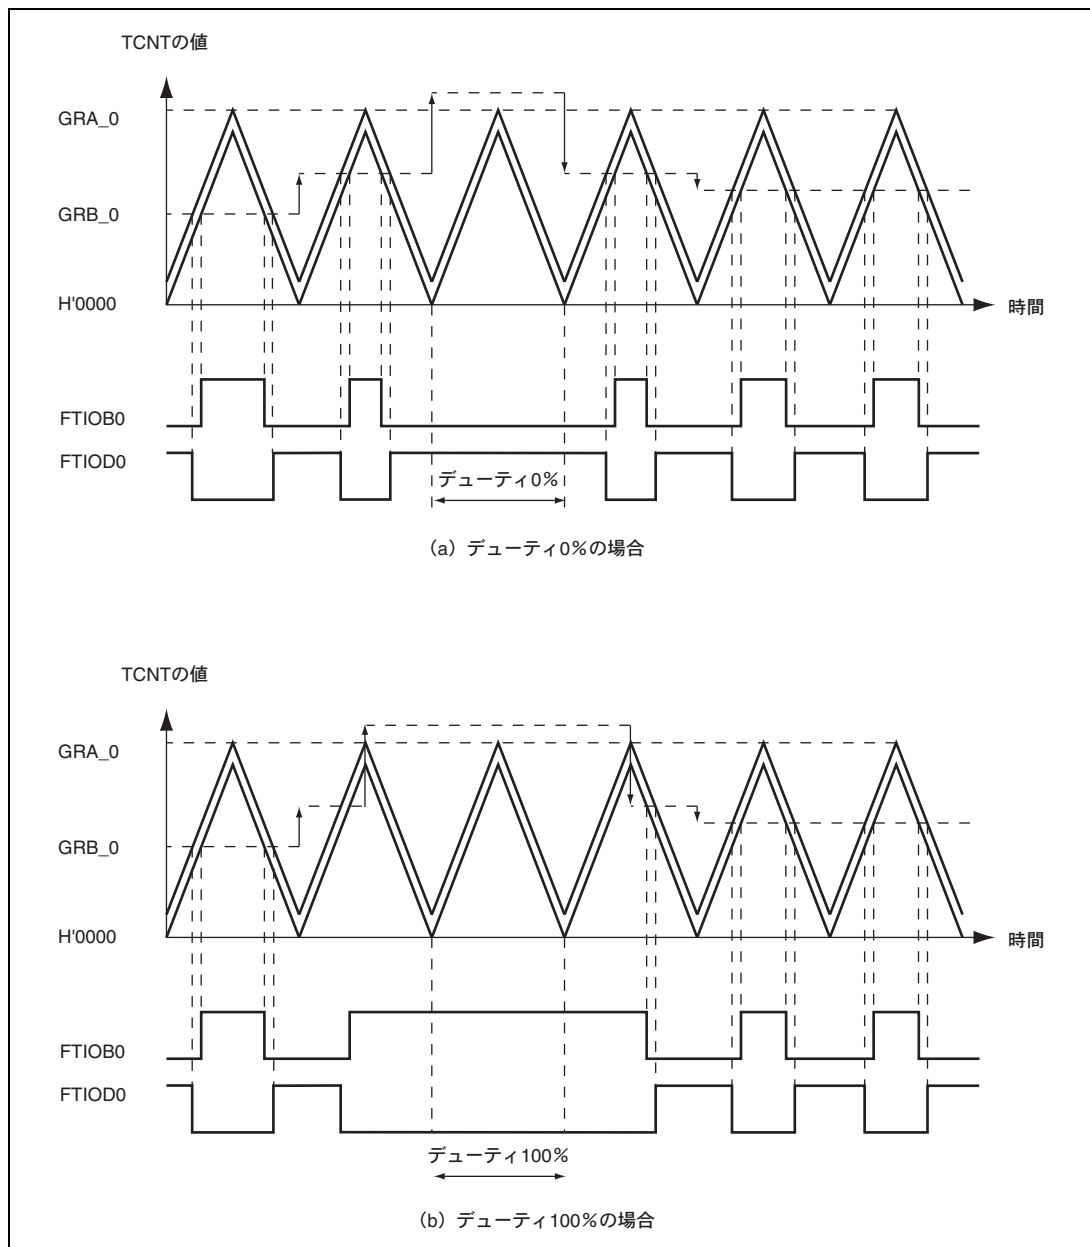 TCNTの値
GRA_0
GRB_0
H'0000
時間
FTIOB0
FTIOD0
デューティ0%
(a) デューティ0%の場合
TCNTの値
GRA_0
GRB_0
H'0000
時間
FTIOB0
FTIOD0
デューティ100%
(b) デューティ100%の場合